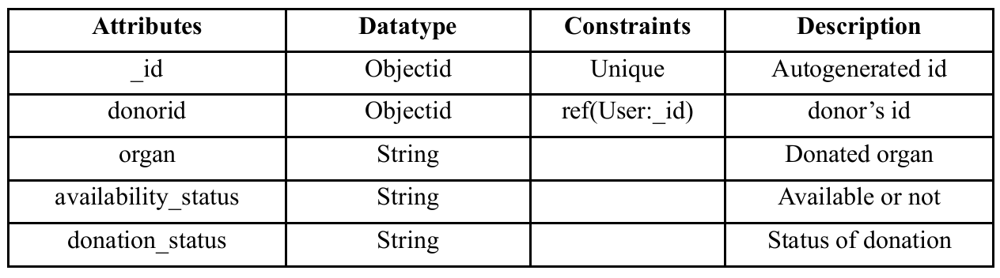 Attributes Datatype Constraints Description
_id Objectid Unique Autogenerated id
donorid Objectid ref(User:_id) donor’s id
organ String Donated organ
availability_status String Available or not
donation_status String Status of donation